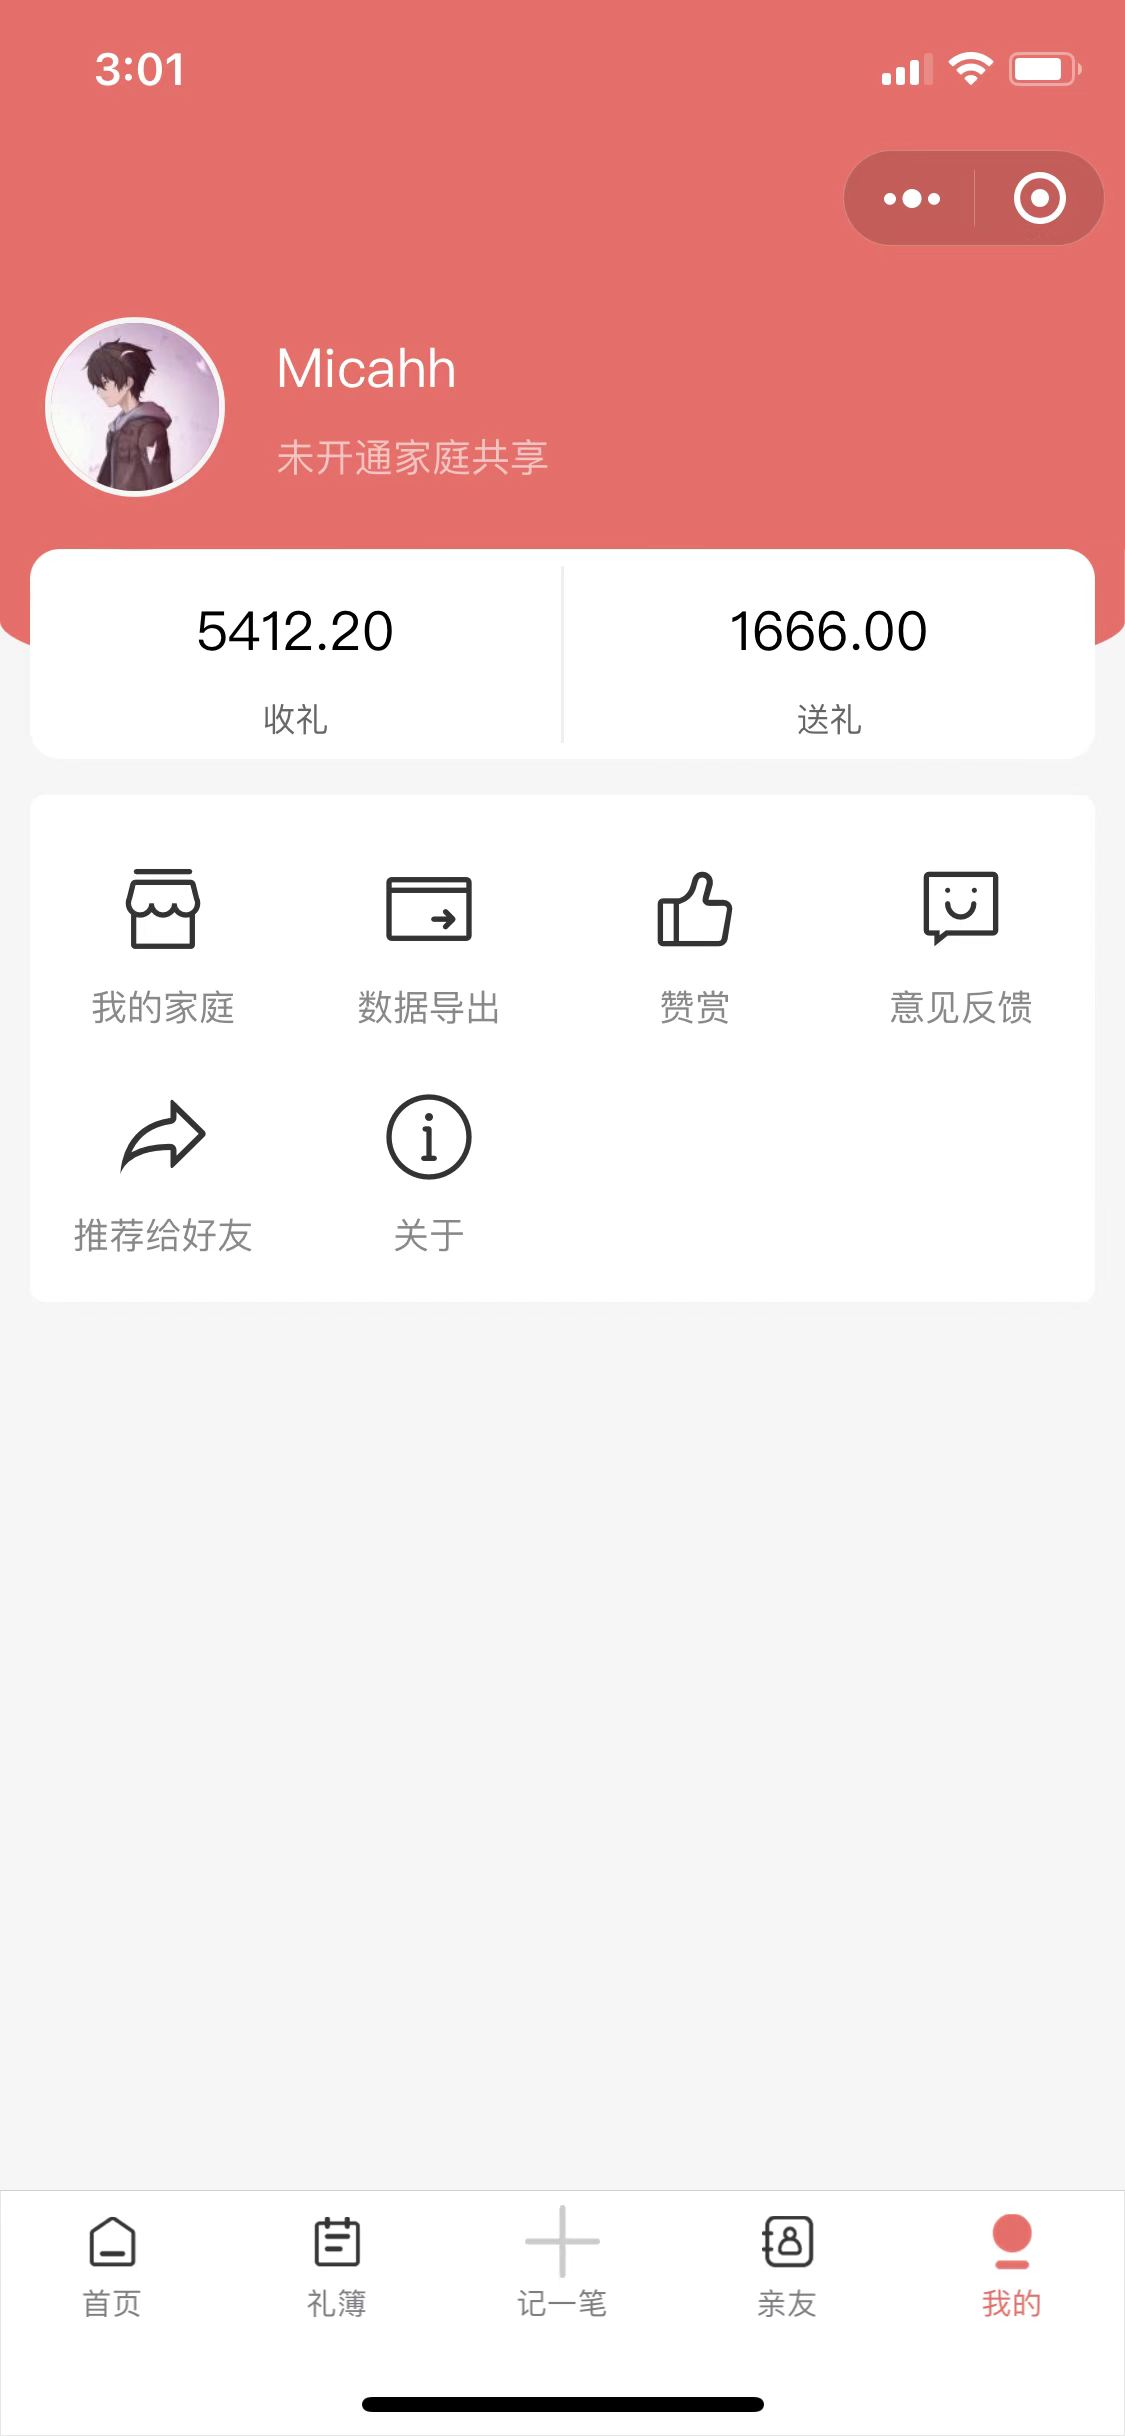 3:01
Micahh
未开通家庭共享
5412.20
1666.00
收礼
送礼
我的家庭
数据导出
赞赏
意见反馈
推荐给好友
关于
首页
礼簿
记一笔
亲友
我的